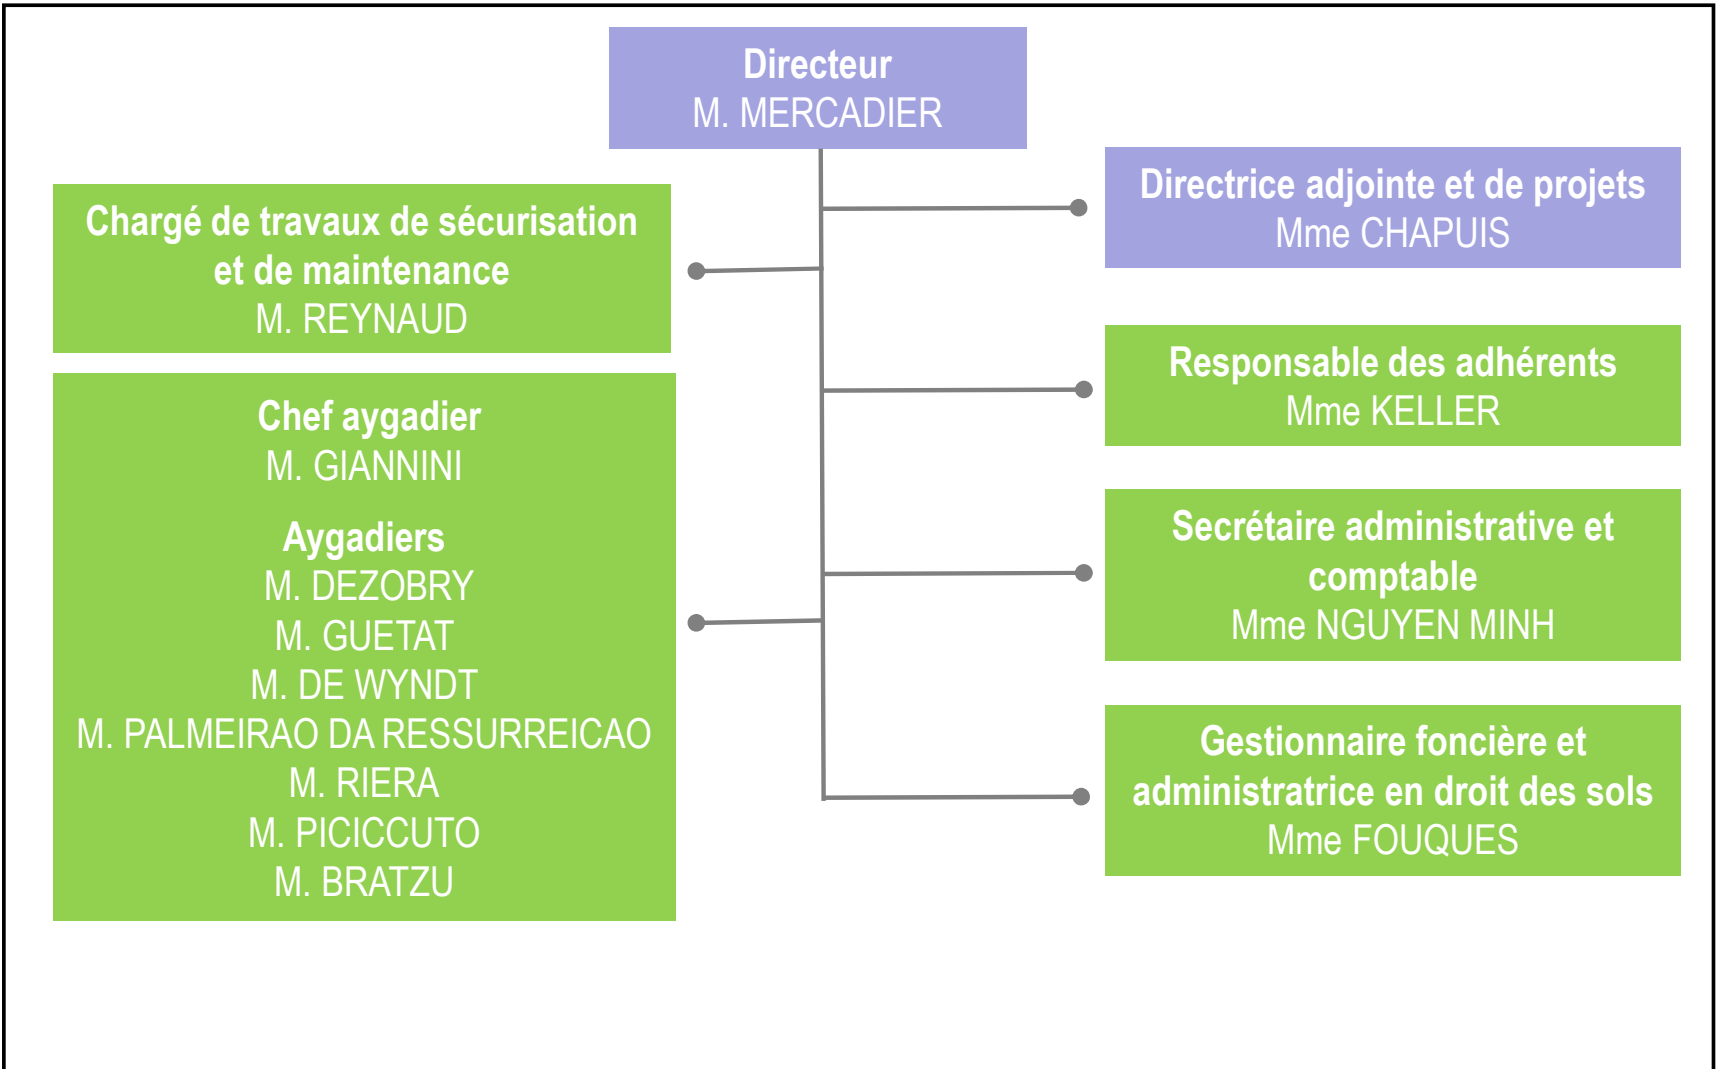 Directeur
M. MERCADIER
Directrice adjointe et de projets
Mme CHAPUIS
Chargé de travaux de sécurisation
et de maintenance
M. REYNAUD
Responsable des adhérents
Mme KELLER
Chef aygadier
M. GIANNINI
Aygadiers
M. DEZOBRY
M. GUETAT
M. DE WYNDT
M. PALMEIRAO DA RESSURREICAO
M. RIERA
M. PICICCUTO
M. BRATZU
Secrétaire administrative et
comptable
Mme NGUYEN MINH
Gestionnaire foncière et
administratrice en droit des sols
Mme FOUQUES